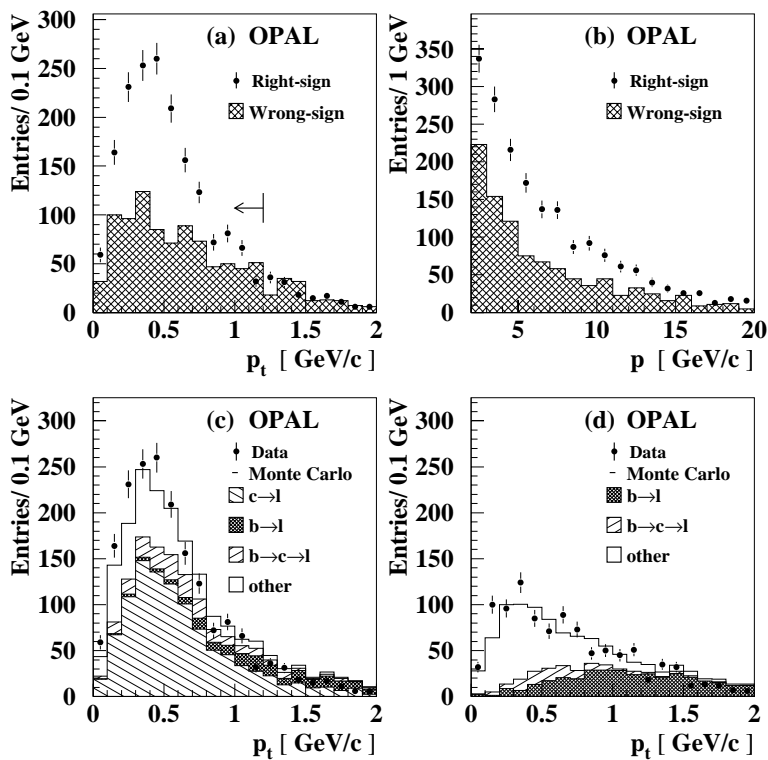 (a) OPAL
Entries/ 0.1 GeV
300
250
200
150
100
50
0
Right-sign
Wrong-sign
0 0.5 1 1.5 2
pt [ GeV/c ]
(b) OPAL
Entries/ 1 GeV
350
300
250
200
150
100
50
0
Right-sign
Wrong-sign
5 10 15 20
p [ GeV/c ]
(c) OPAL
Entries/ 0.1 GeV
300
250
200
150
100
50
0
Data
Monte Carlo
c→l
b→l
b→c→l
other
0 0.5 1 1.5 2
pt [ GeV/c ]
(d) OPAL
Entries/ 0.1 GeV
300
250
200
150
100
50
0
Data
Monte Carlo
b→l
b→c→l
other
0 0.5 1 1.5 2
pt [ GeV/c ]